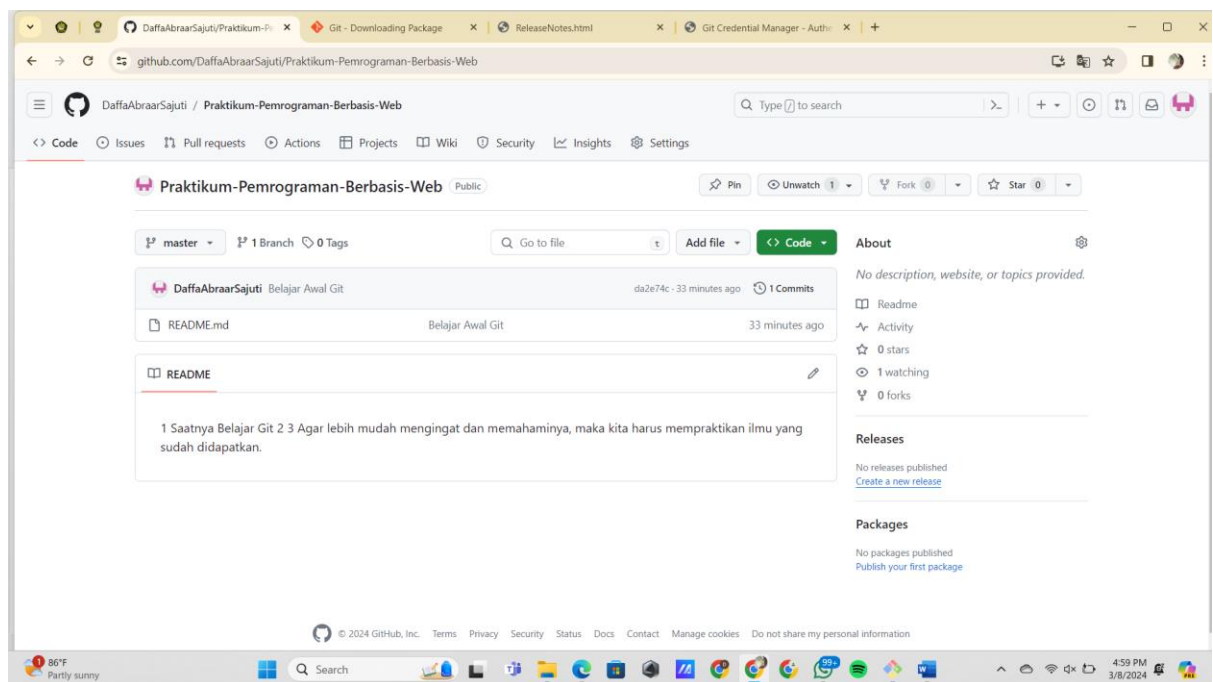 DaffaAbraarSajuti/Praktikum-Pe
Git - Downloading Package
ReleaseNotes.html
Git Credential Manager - Authe
github.com/DaffaAbraarSajuti/Praktikum-Pemrograman-Berbasis-Web
DaffaAbraarSajuti / Praktikum-Pemrograman-Berbasis-Web
Type / to search
Code Issues Pull requests Actions Projects Wiki Security Insights Settings
Praktikum-Pemrograman-Berbasis-Web Public
Pin Unwatch 1 Fork 0 Star 0
master 1 Branch 0 Tags Go to file t Add file Code
DaffaAbraarSajuti Belajar Awal Git da2e74c · 33 minutes ago 1 Commits
README.md Belajar Awal Git 33 minutes ago
README
1 Saatnya Belajar Git 2 3 Agar lebih mudah mengingat dan memahaminya, maka kita harus mempraktikan ilmu yang
sudah didapatkan.
About
No description, website, or topics provided.
Readme
Activity
0 stars
1 watching
0 forks
Releases
No releases published
Create a new release
Packages
No packages published
Publish your first package
© 2024 GitHub, Inc. Terms Privacy Security Status Docs Contact Manage cookies Do not share my personal information
1 86°F
Partly sunny
Search
99+
4:59 PM
3/8/2024